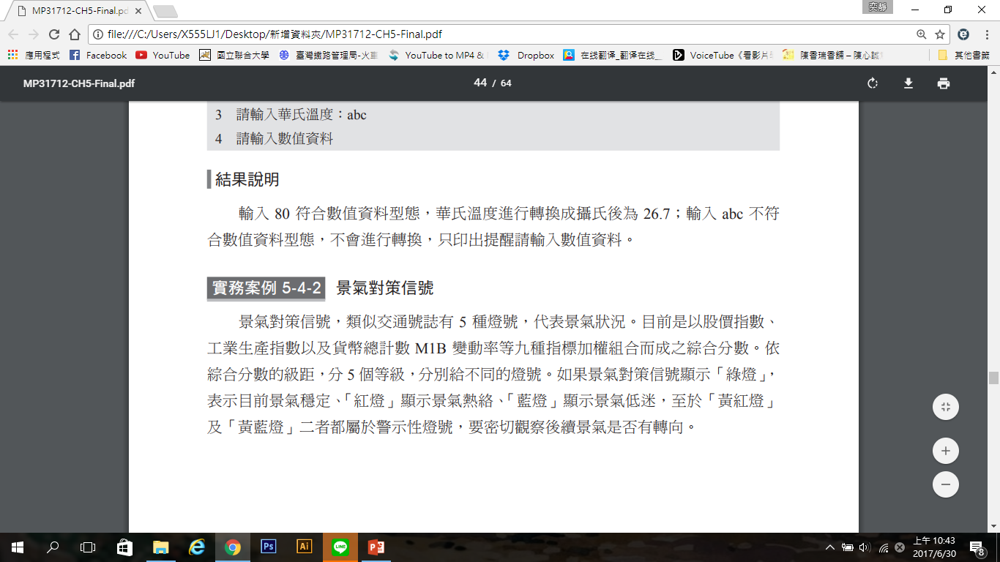 MP31712-CH5-Final.pd
奕靜
file:///C:/Users/X555LJ1/Desktop/新增資料夾/MP31712-CH5-Final.pdf
應用程式 Facebook YouTube 國立聯合大學 臺灣鐵路管理局-火車 YouTube to MP4 & Dropbox 在线翻译_翻译在线_ VoiceTube《看影片 陳香瑞香舖 – 陳心誠 其他書籤
MP31712-CH5-Final.pdf 44 / 64
3 請輸入華氏溫度：abc
4 請輸入數值資料
結果說明
輸入 80 符合數值資料型態，華氏溫度進行轉換成攝氏後為 26.7；輸入 abc 不符
合數值資料型態，不會進行轉換，只印出提醒請輸入數值資料。
實務案例 5-4-2 景氣對策信號
景氣對策信號，類似交通號誌有 5 種燈號，代表景氣狀況。目前是以股價指數、
工業生產指數以及貨幣總計數 M1B 變動率等九種指標加權組合而成之綜合分數。依
綜合分數的級距，分 5 個等級，分別給不同的燈號。如果景氣對策信號顯示「綠燈」，
表示目前景氣穩定、「紅燈」顯示景氣熱絡、「藍燈」顯示景氣低迷，至於「黃紅燈」
及「黃藍燈」二者都屬於警示性燈號，要密切觀察後續景氣是否有轉向。
Ps Ai LINE
上午 10:43
2017/6/30
8